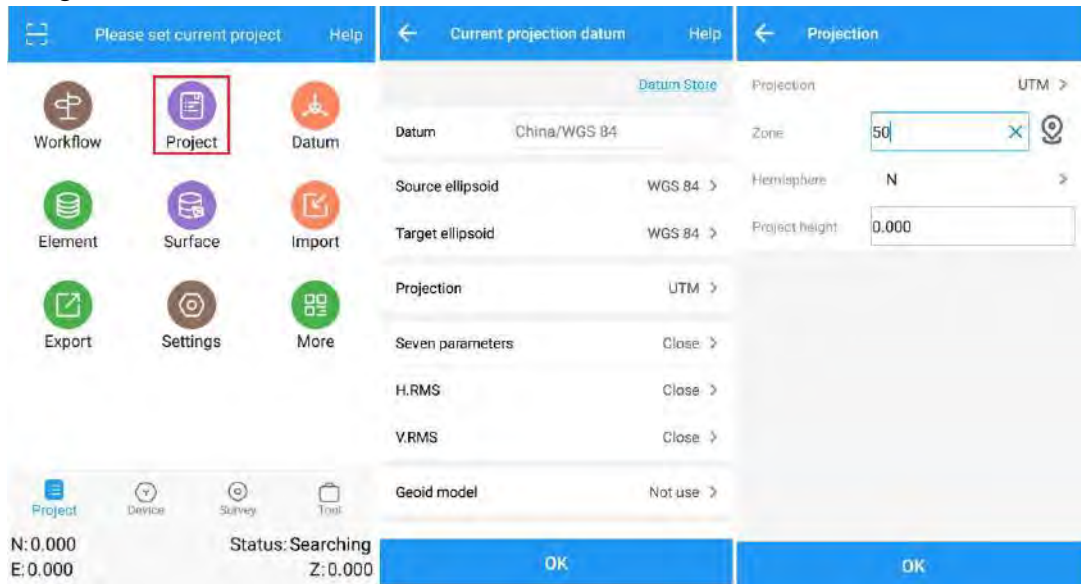 Please set current project Help
Workflow Project Datum
Element Surface Import
Export Settings More
Project Device Survey Tool
N:0.000 Status:Searching
E:0.000 Z:0.000
Current projection datum Help
Datum Store
Datum China/WGS 84
Source ellipsoid WGS 84 >
Target ellipsoid WGS 84 >
Projection UTM >
Seven parameters Close >
H.RMS Close >
V.RMS Close >
Geoid model Not use >
OK
Projection
Projection UTM >
Zone 50
Hemisphere N >
Project height 0.000
OK